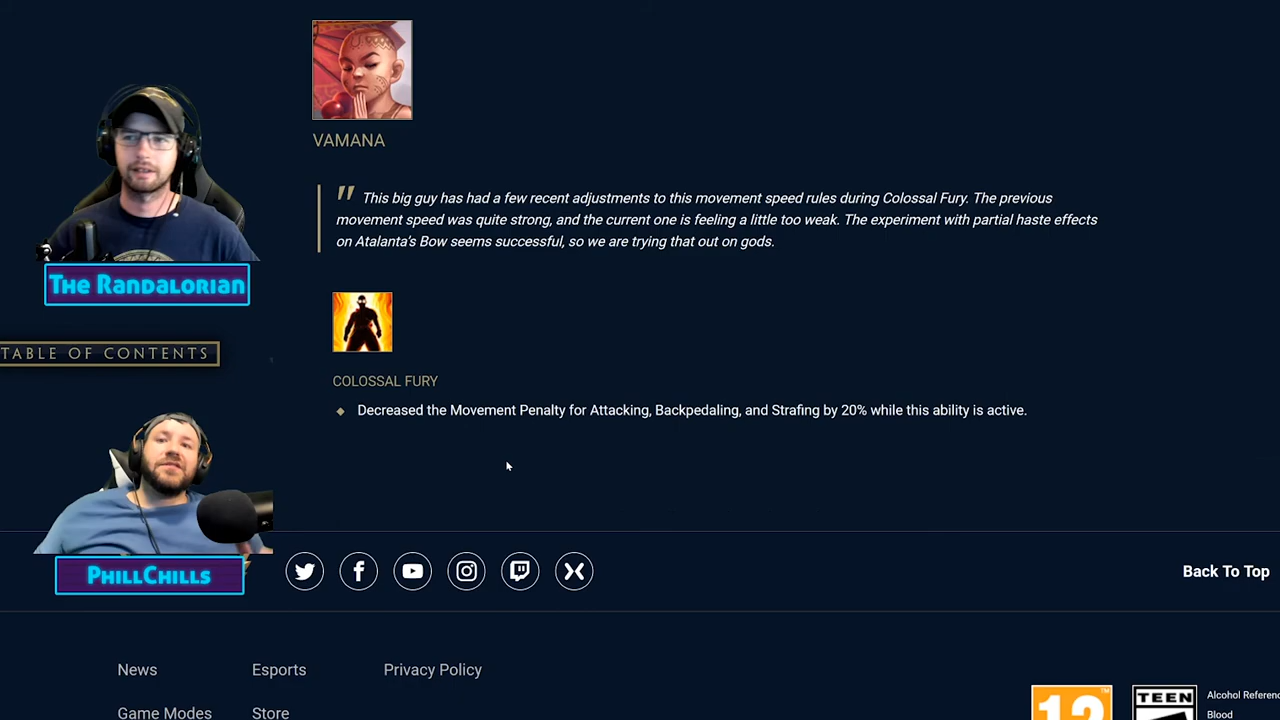 VAMANA
" This big guy has had a few recent adjustments to this movement speed rules during Colossal Fury. The previous
movement speed was quite strong, and the current one is feeling a little too weak. The experiment with partial haste effects
on Atalanta's Bow seems successful, so we are trying that out on gods.
The Randalorian
TABLE OF CONTENTS
COLOSSAL FURY
Decreased the Movement Penalty for Attacking, Backpedaling, and Strafing by 20% while this ability is active.
PhillChills
Back To Top
News Esports Privacy Policy
Game Modes Store
12 ™
TEEN
Alcohol Referenc
Blood